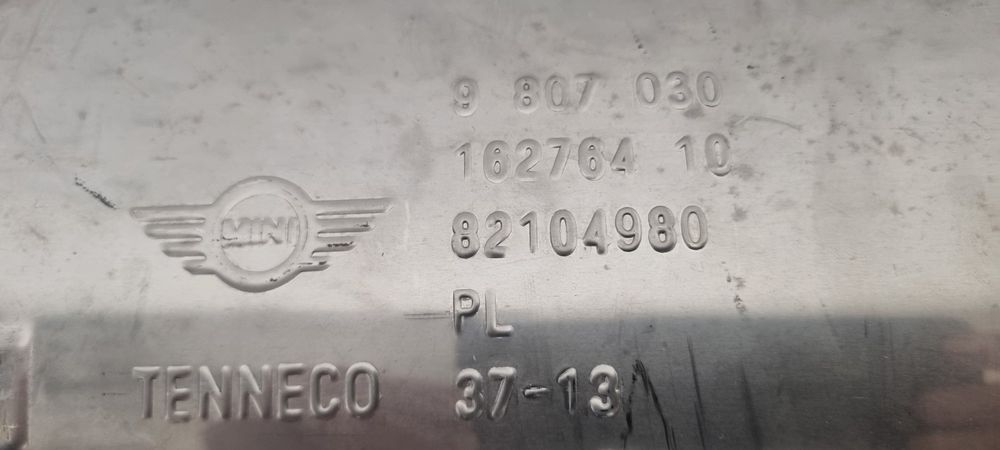 9 807 030
162764 10
MINI
82104980
PL
TENNECO 37-13